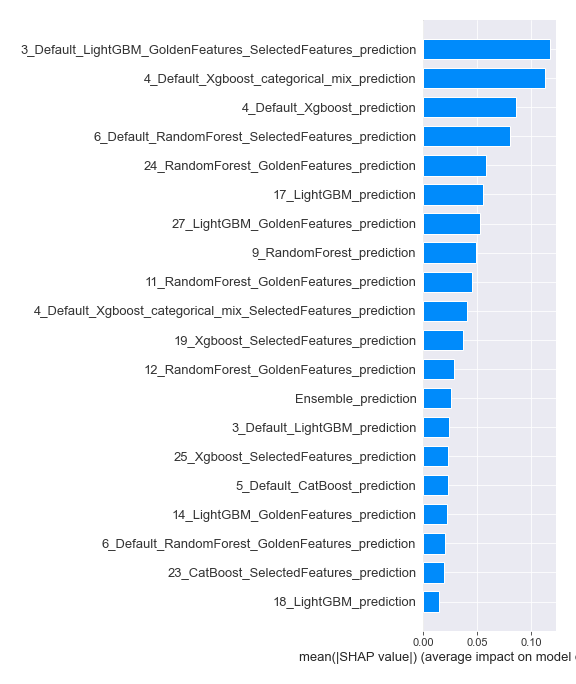 3_Default_LightGBM_GoldenFeatures_SelectedFeatures_prediction
4_Default_Xgboost_categorical_mix_prediction
4_Default_Xgboost_prediction
6_Default_RandomForest_SelectedFeatures_prediction
24_RandomForest_GoldenFeatures_prediction
17_LightGBM_prediction
27_LightGBM_GoldenFeatures_prediction
9_RandomForest_prediction
11_RandomForest_GoldenFeatures_prediction
4_Default_Xgboost_categorical_mix_SelectedFeatures_prediction
19_Xgboost_SelectedFeatures_prediction
12_RandomForest_GoldenFeatures_prediction
Ensemble_prediction
3_Default_LightGBM_prediction
25_Xgboost_SelectedFeatures_prediction
5_Default_CatBoost_prediction
14_LightGBM_GoldenFeatures_prediction
6_Default_RandomForest_GoldenFeatures_prediction
23_CatBoost_SelectedFeatures_prediction
18_LightGBM_prediction
0.00 0.05 0.10
mean(|SHAP value|) (average impact on model